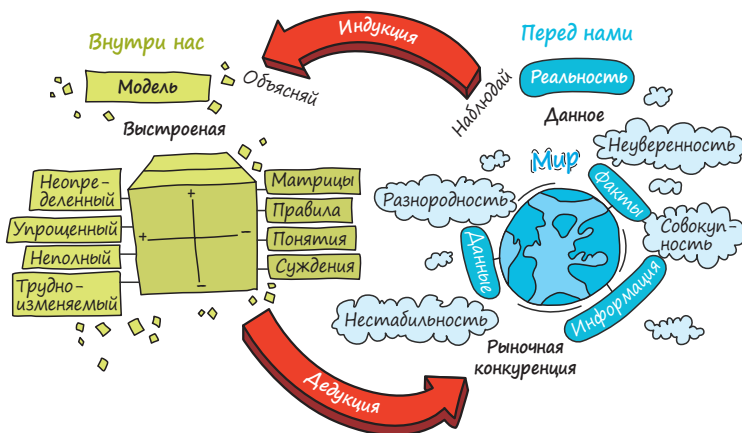 Внутри нас
Модель
Выстроеная
Неопре-
деленный
Упрощенный
Неполный
Трудно-
изменяемый
+
+
−
−
Матрицы
Правила
Понятия
Суждения
Объясняй
Индукция
Наблюдай
Перед нами
Реальность
Данное
Неуверенность
Мир
Разнородность
Факты
Совокуп-
ность
Данные
Информация
Нестабильность
Рыночная
конкуренция
Дедукция